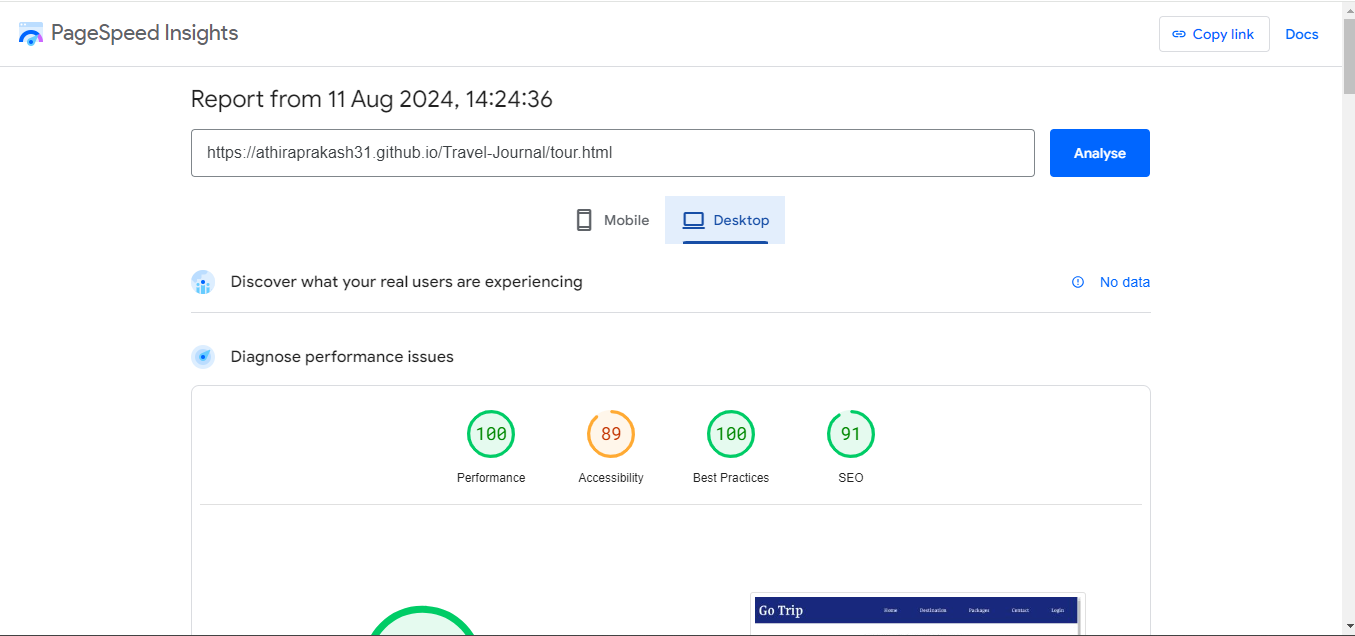 PageSpeed Insights
Copy link
Docs
Report from 11 Aug 2024, 14:24:36
https://athiraprakash31.github.io/Travel-Journal/tour.html
Analyse
Mobile
Desktop
Discover what your real users are experiencing
No data
Diagnose performance issues
100
89
100
91
Performance
Accessibility
Best Practices
SEO
Go Trip
Home
Destination
Packages
Contact
Login